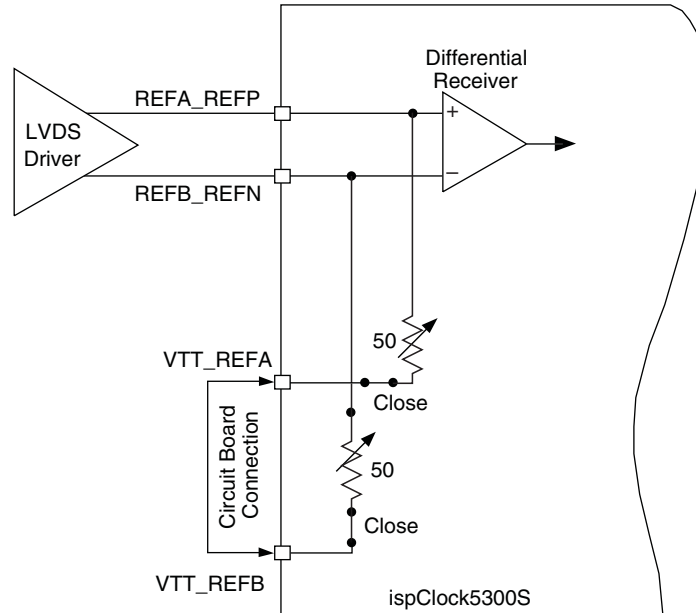 Differential
Receiver
REFA_REFP
+
LVDS
Driver
−
REFB_REFN
50
VTT_REFA
Close
Circuit Board
Connection
50
Close
VTT_REFB
ispClock5300S